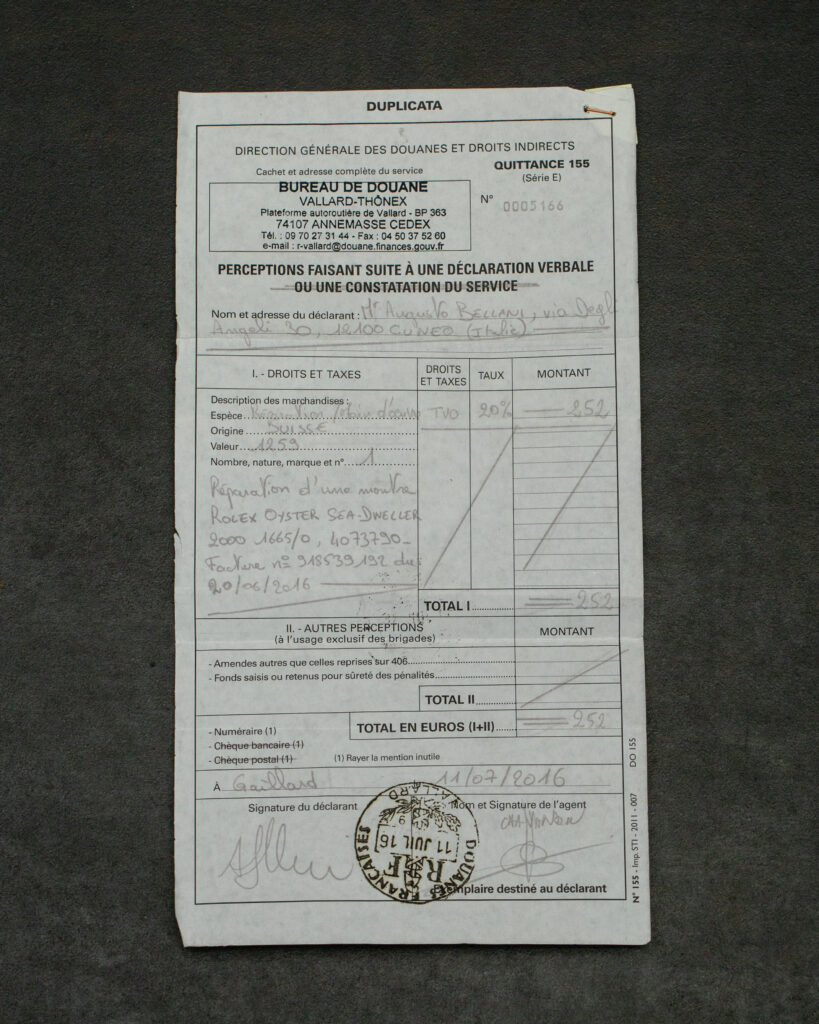 DUPLICATA
DIRECTION GÉNÉRALE DES DOUANES ET DROITS INDIRECTS
Cachet et adresse complète du service
QUITTANCE 155
(Série E)
BUREAU DE DOUANE
VALLARD-THÔNEX
Plateforme autoroutière de Vallard - BP 363
74107 ANNEMASSE CEDEX
Tél. : 09 70 27 31 44 - Fax : 04 50 37 52 60
e-mail : r-vallard@douane.finances.gouv.fr
N° 0005166
PERCEPTIONS FAISANT SUITE À UNE DÉCLARATION VERBALE
OU UNE CONSTATATION DU SERVICE
Nom et adresse du déclarant : Mr Augusto BELLANI, via Degli
Angeli 30, 12100 CUNEO (Italie)
I. - DROITS ET TAXES
DROITS ET TAXES
TAUX
MONTANT
Description des marchandises :
Espèce Réparation / Main d'œuvre TVO 20% 252
Origine SUISSE
Valeur 1259
Nombre, nature, marque et n° 1
Réparation d'une montre
ROLEX OYSTER SEA-DWELLER
2000 1665/0, 4073790
Facture n° 918539192 du
20/06/2016
TOTAL I 252
II. - AUTRES PERCEPTIONS
(à l'usage exclusif des brigades)
MONTANT
- Amendes autres que celles reprises sur 406
- Fonds saisis ou retenus pour sûreté des pénalités
TOTAL II
TOTAL EN EUROS (I+II) 252
- Numéraire (1)
- Chèque bancaire (1)
- Chèque postal (1)
(1) Rayer la mention inutile
À Gaillard 11/07/2016
Signature du déclarant
Nom et Signature de l'agent
DOUANES FRANÇAISES
VALLARD
11 JUIL 16
RF
Exemplaire destiné au déclarant
N° 155 - Imp. STI - 2011 - 007 DO 155